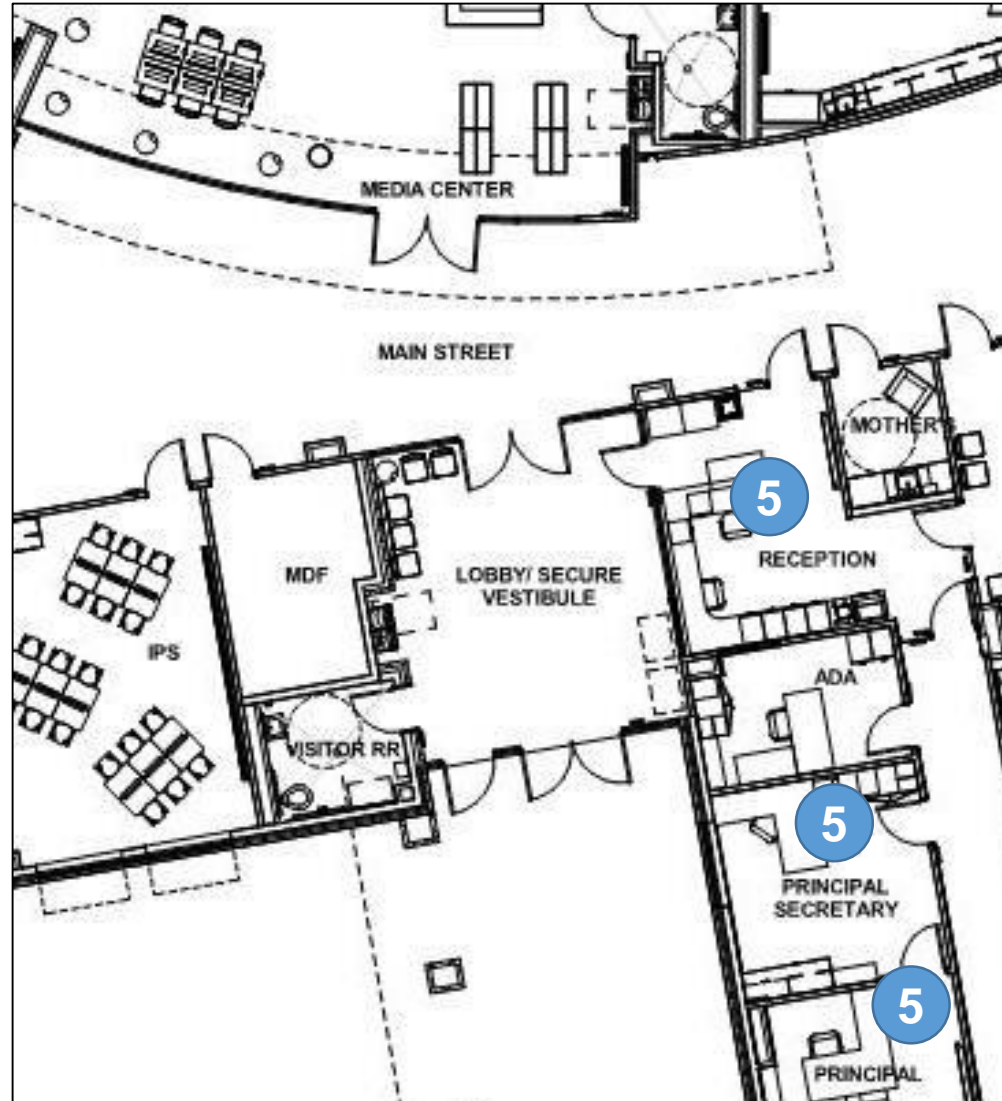 MEDIA CENTER
MAIN STREET
MOTHER'S
5
RECEPTION
MDF
LOBBY/ SECURE
VESTIBULE
IPS
ADA
VISITOR RR
5
PRINCIPAL
SECRETARY
5
PRINCIPAL